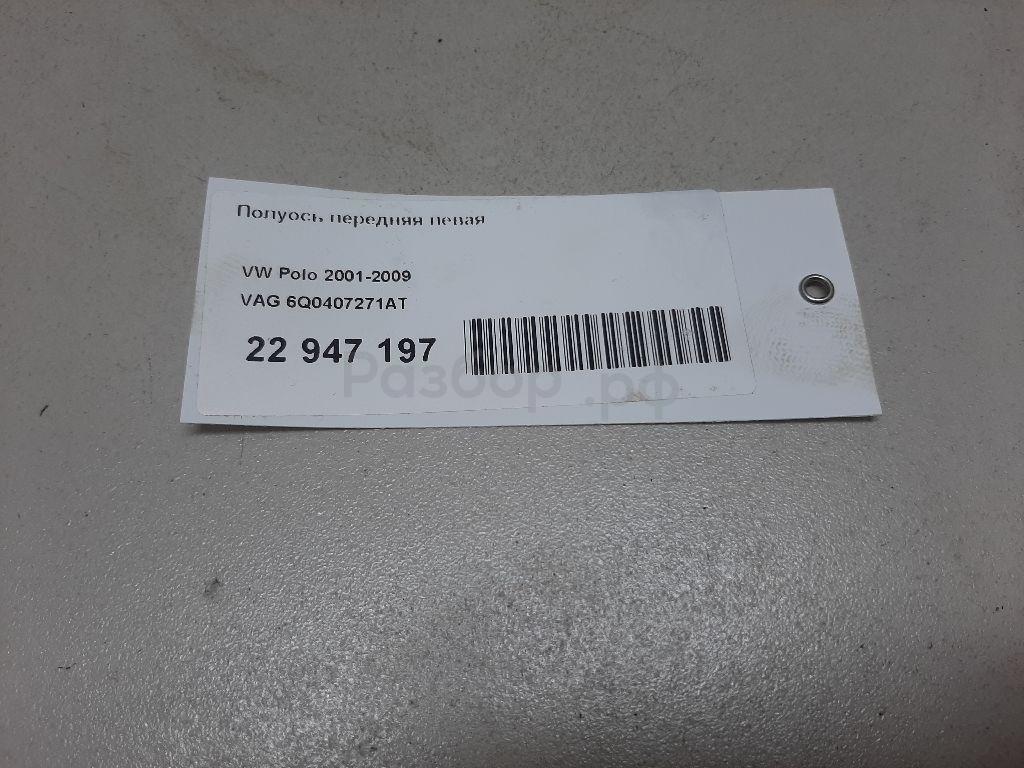 Полуось передняя левая
VW Polo 2001-2009
VAG 6Q0407271AT
22 947 197
Разбор.рф